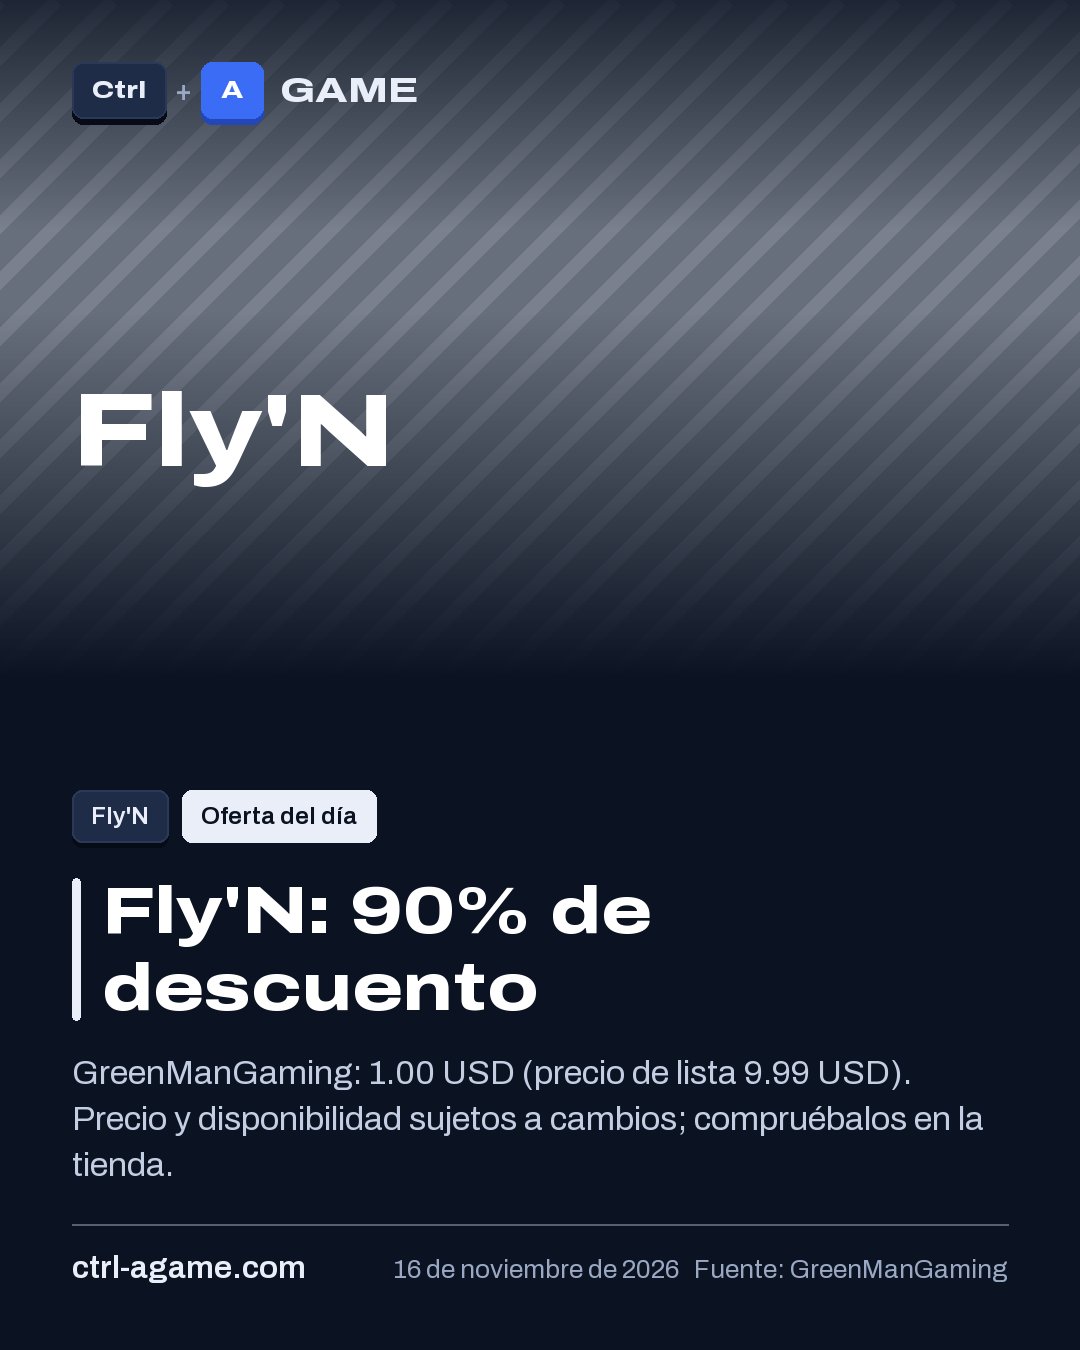 Ctrl + A GAME
Fly'N
Fly'N Oferta del día
Fly'N: 90% de
descuento
GreenManGaming: 1.00 USD (precio de lista 9.99 USD).
Precio y disponibilidad sujetos a cambios; compruébalos en la
tienda.
ctrl-agame.com 16 de noviembre de 2026 Fuente: GreenManGaming